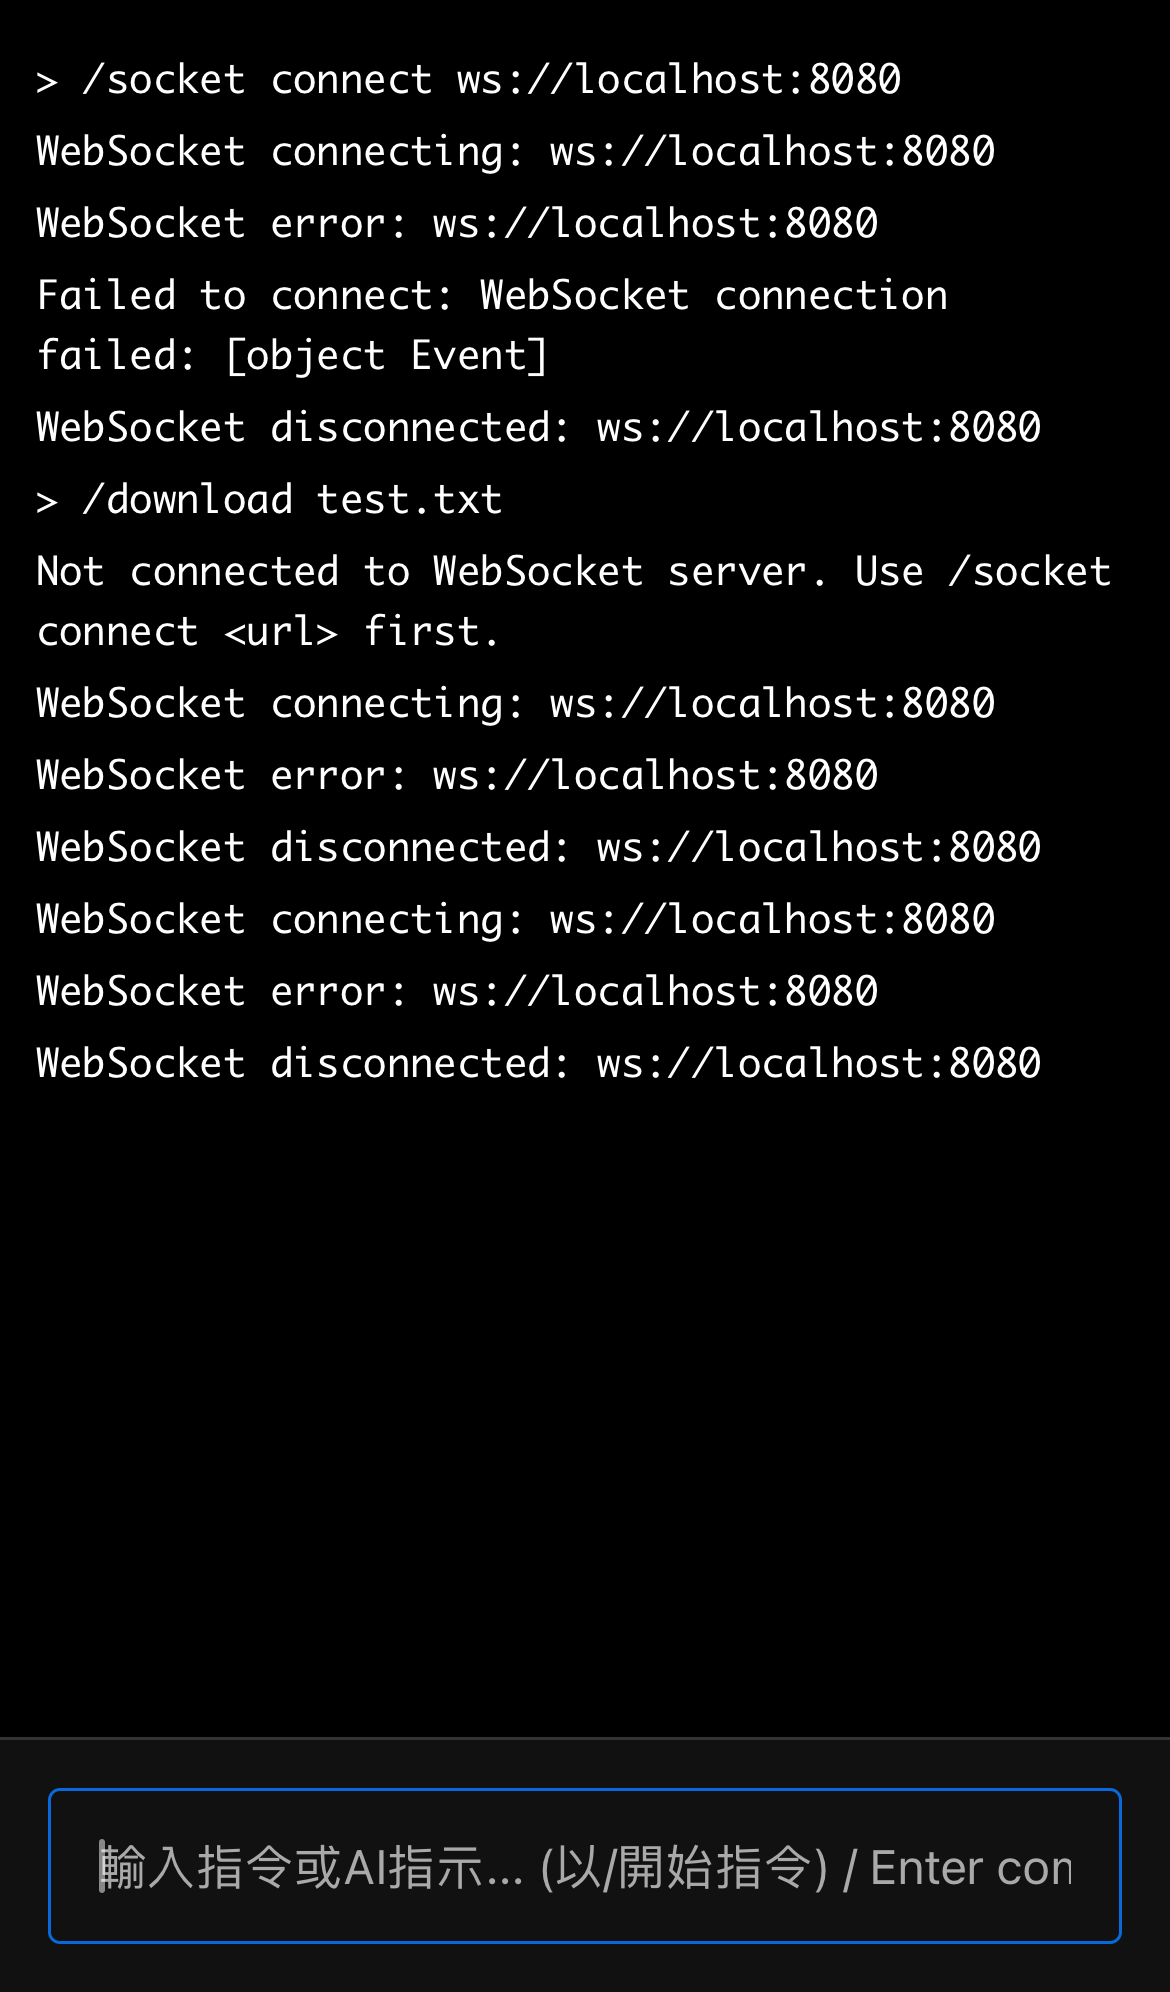 > /socket connect ws://localhost:8080
WebSocket connecting: ws://localhost:8080
WebSocket error: ws://localhost:8080
Failed to connect: WebSocket connection
failed: [object Event]
WebSocket disconnected: ws://localhost:8080
> /download test.txt
Not connected to WebSocket server. Use /socket
connect <url> first.
WebSocket connecting: ws://localhost:8080
WebSocket error: ws://localhost:8080
WebSocket disconnected: ws://localhost:8080
WebSocket connecting: ws://localhost:8080
WebSocket error: ws://localhost:8080
WebSocket disconnected: ws://localhost:8080
輸入指令或AI指示... (以/開始指令) / Enter